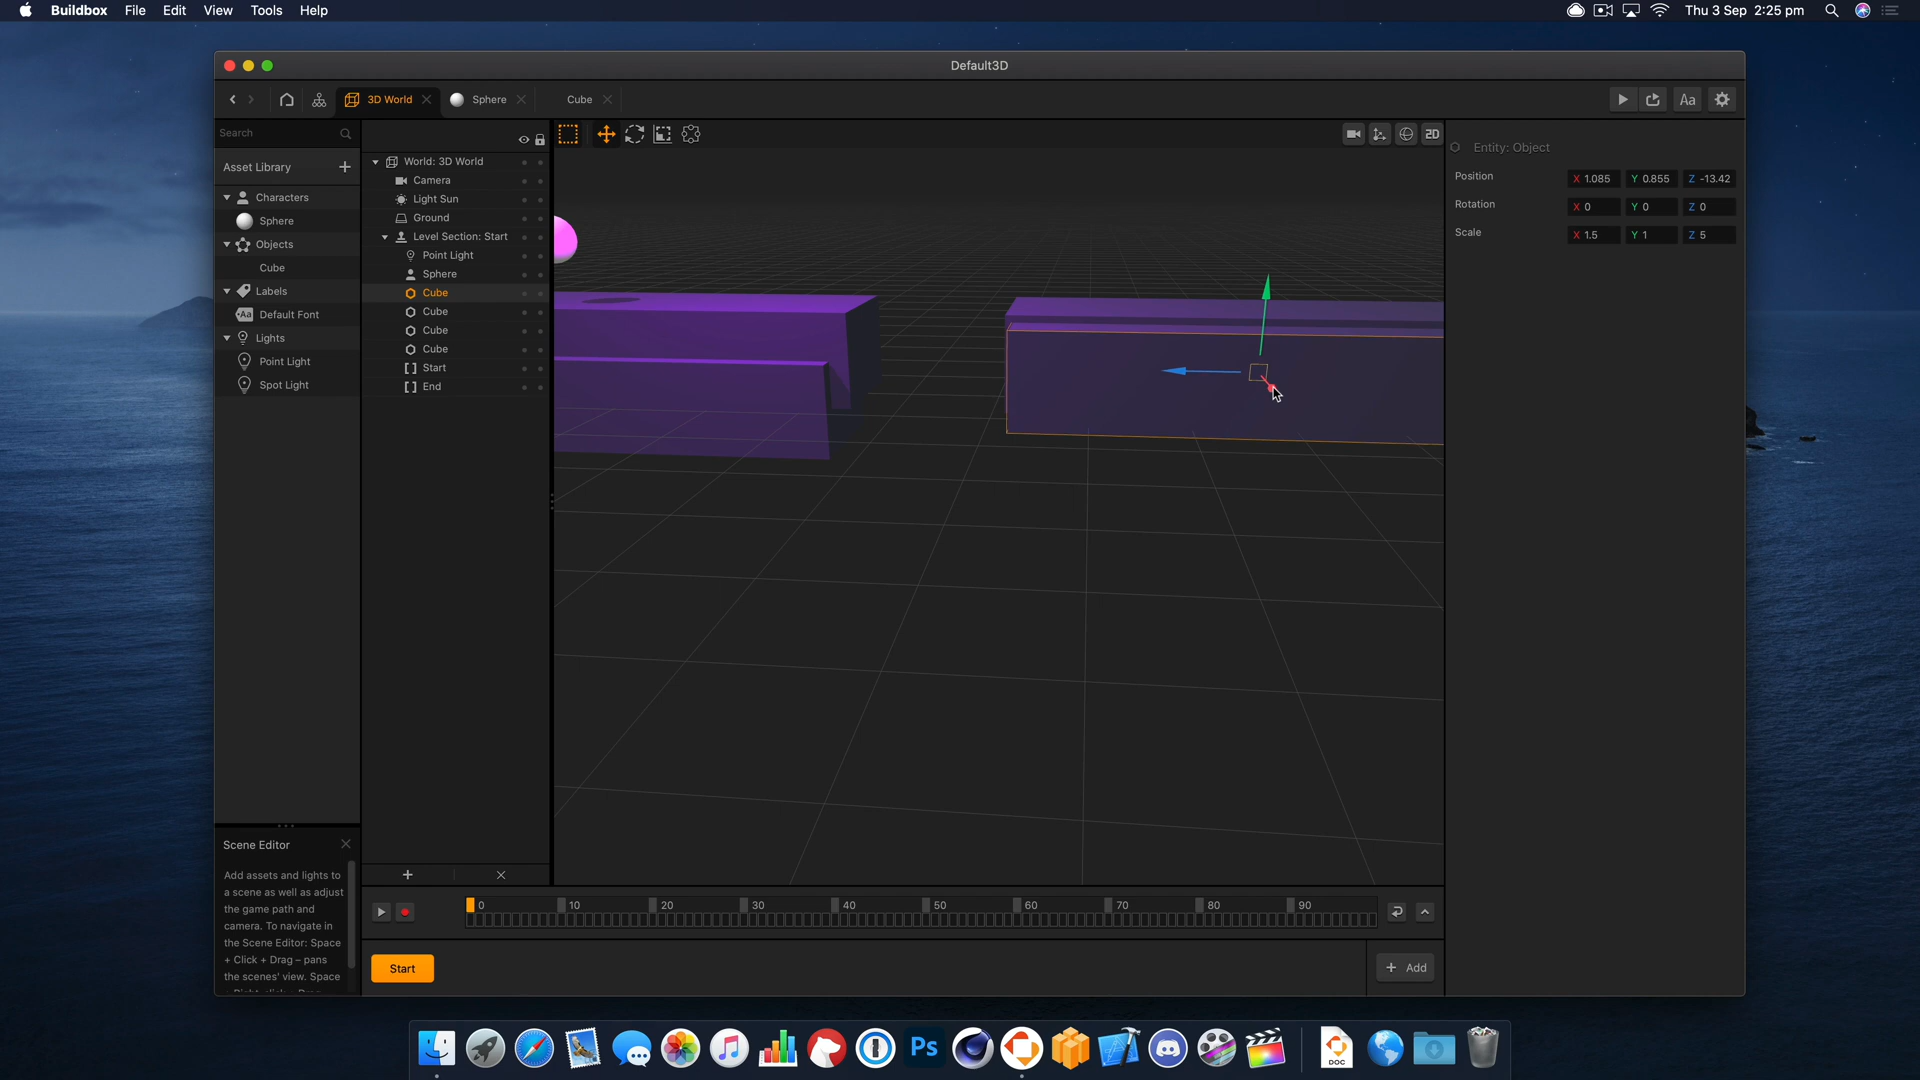 Buildbox File Edit View Tools Help
Thu 3 Sep 2:25 pm
Default3D
3D World
Sphere
Cube
Aa
Search
Asset Library
Characters
Sphere
Objects
Cube
Labels
Aa Default Font
Lights
Point Light
Spot Light
World: 3D World
Camera
Light Sun
Ground
Level Section: Start
Point Light
Sphere
Cube
Cube
Cube
Cube
Start
End
2D
Entity: Object
Position X 1.085 Y 0.855 Z -13.42
Rotation X 0 Y 0 Z 0
Scale X 1.5 Y 1 Z 5
Scene Editor
Add assets and lights to
a scene as well as adjust
the game path and
camera. To navigate in
the Scene Editor: Space
+ Click + Drag – pans
the scenes' view. Space
+ Right-click + Drag
0 10 20 30 40 50 60 70 80 90
Start
+ Add
Ps
DOC